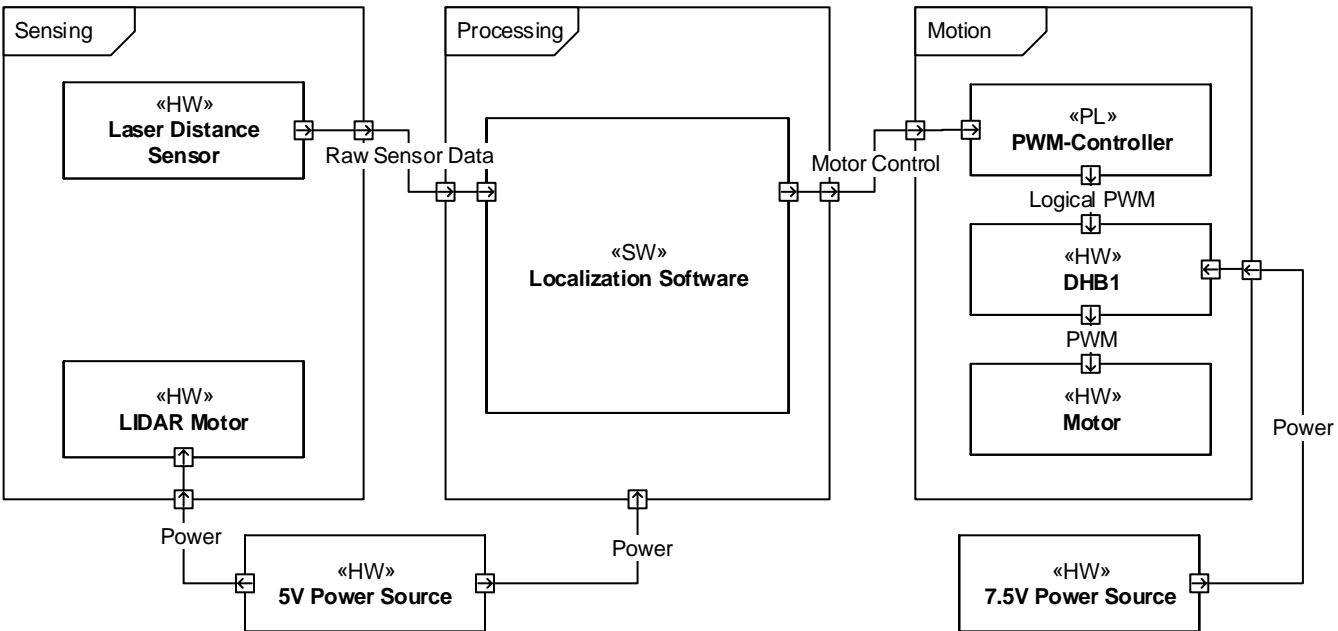 Sensing
Processing
Motion
«HW»
Laser Distance
Sensor
Raw Sensor Data
«SW»
Localization Software
Motor Control
«PL»
PWM-Controller
Logical PWM
«HW»
DHB1
PWM
«HW»
Motor
«HW»
LIDAR Motor
Power
«HW»
5V Power Source
Power
«HW»
7.5V Power Source
Power